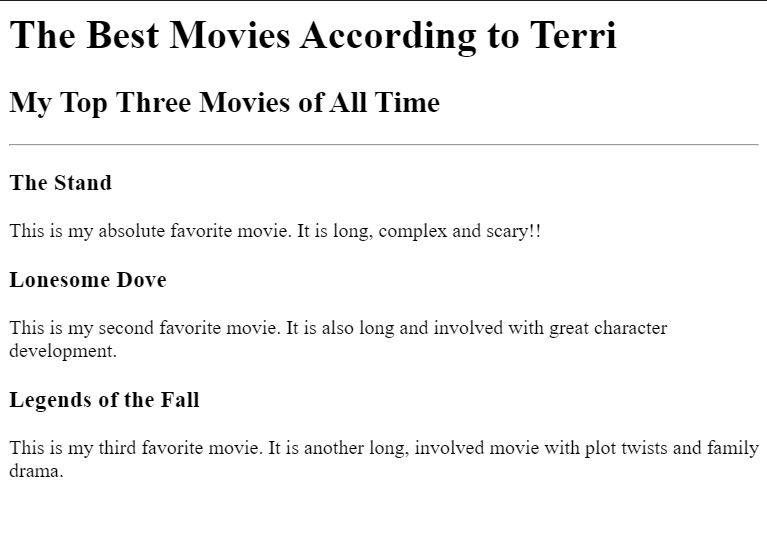 The Best Movies According to Terri
My Top Three Movies of All Time
The Stand
This is my absolute favorite movie. It is long, complex and scary!!
Lonesome Dove
This is my second favorite movie. It is also long and involved with great character
development.
Legends of the Fall
This is my third favorite movie. It is another long, involved movie with plot twists and family
drama.